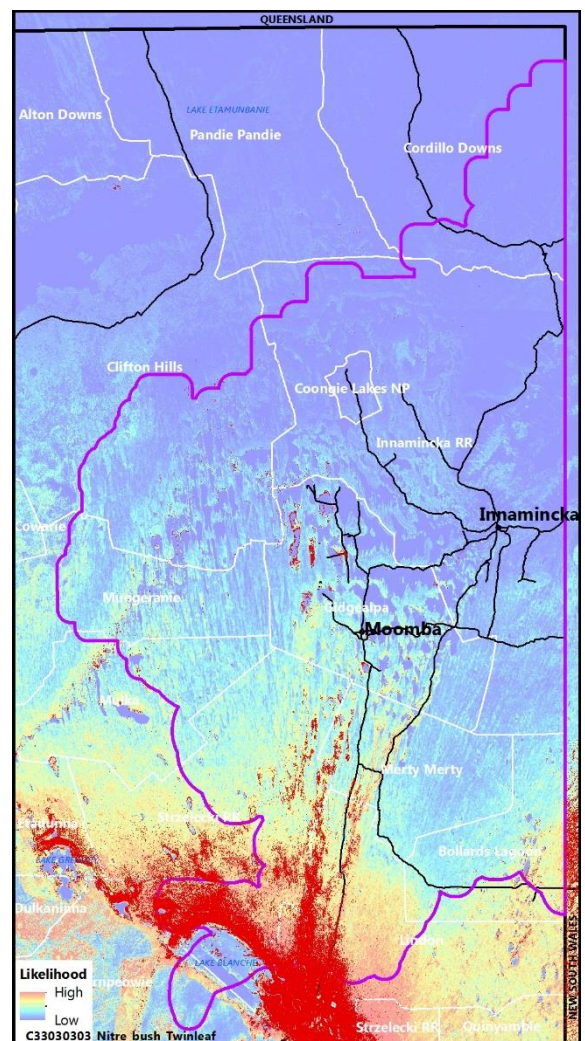 QUEENSLAND
LAKE ETAMUNBANIE
Alton Downs
Pandie Pandie
Cordillo Downs
Clifton Hills
Coongie Lakes NP
Innamincka RR
Innamincka
Cowarie
Mungeranie
Gidgealpa
Moomba
Merty Merty
Strzelecki
Etadunna
Bollards Lagoon
Dulkaninna
Lindon
LAKE BLANCHE
Likelihood
High
Low
Strzelecki RR
Quinyambie
NEW SOUTH WALES
C33030303 Nitre bush Twinleaf